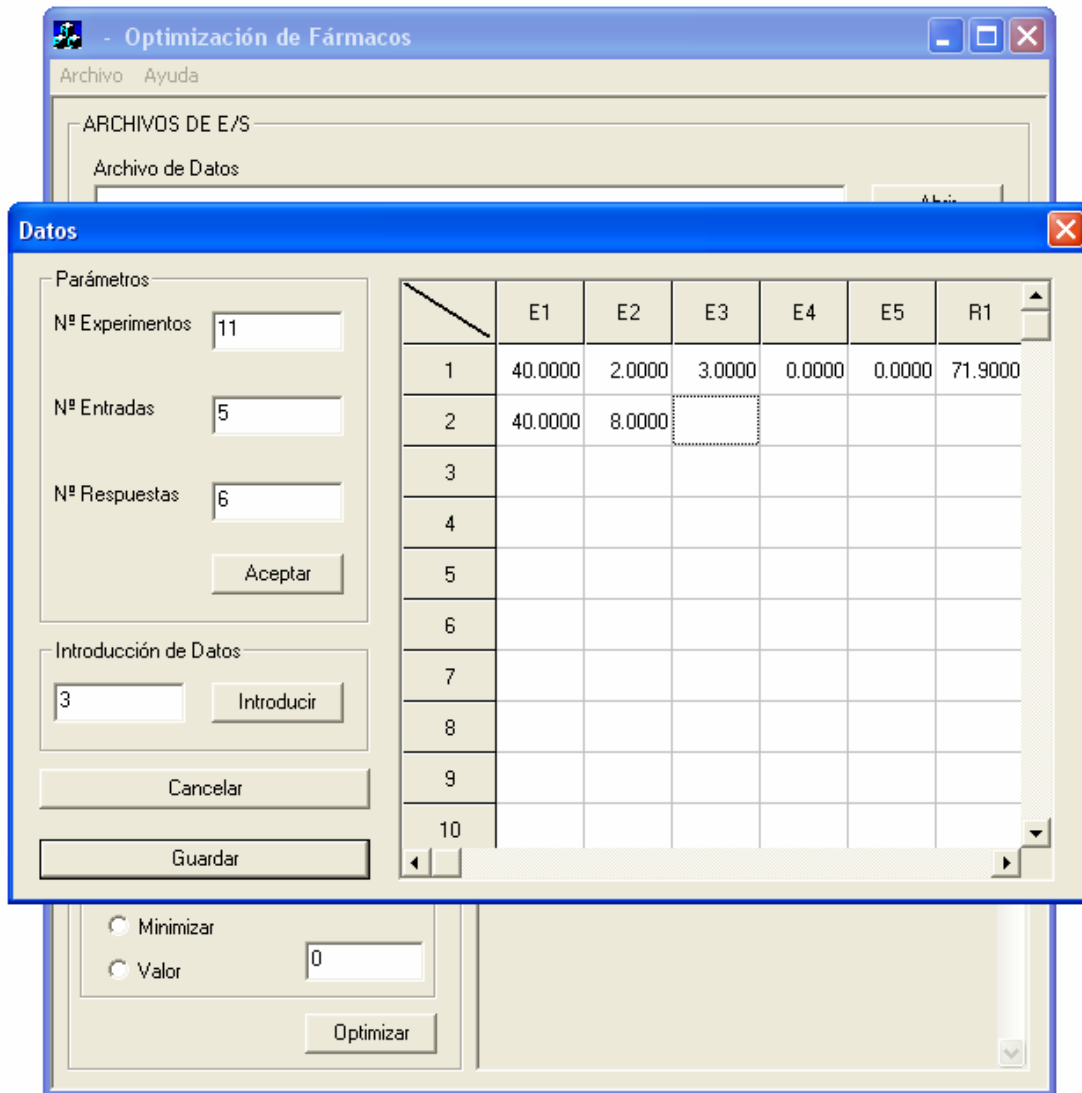 - Optimización de Fármacos
Archivo Ayuda
ARCHIVOS DE E/S
Archivo de Datos
Abrir
Datos
Parámetros
Nº Experimentos 11
Nº Entradas 5
Nº Respuestas 6
Aceptar
Introducción de Datos
3 Introducir
Cancelar
Guardar
E1 E2 E3 E4 E5 R1
1 40.0000 2.0000 3.0000 0.0000 0.0000 71.9000
2 40.0000 8.0000
3
4
5
6
7
8
9
10
Minimizar
Valor 0
Optimizar